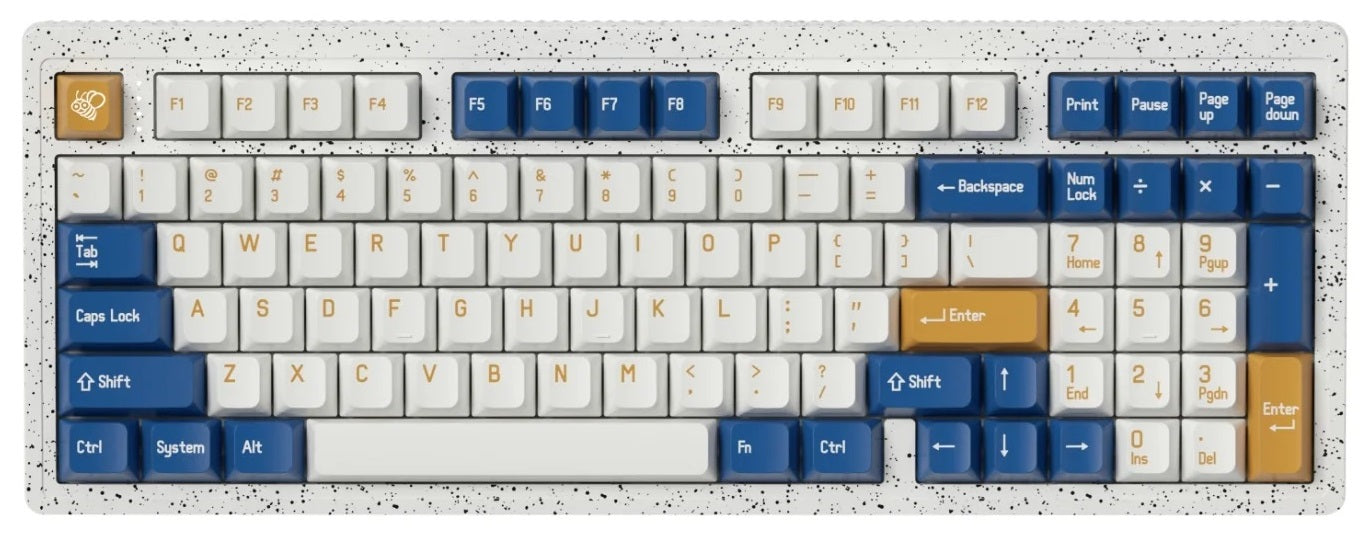 F1 F2 F3 F4 F5 F6 F7 F8 F9 F10 F11 F12 Print Pause Page up Page down
~ ` ! 1 @ 2 # 3 $ 4 % 5 ^ 6 & 7 * 8 ( 9 ) 0 — – + = ← Backspace Num Lock ÷ × −
Tab Q W E R T Y U I O P { [ } ] | \ 7 Home 8 ↑ 9 Pgup +
Caps Lock A S D F G H J K L : ; " ' Enter 4 ← 5 6 →
Shift Z X C V B N M < , > . ? / Shift ↑ 1 End 2 ↓ 3 Pgdn Enter
Ctrl System Alt Fn Ctrl ← ↓ → 0 Ins . Del